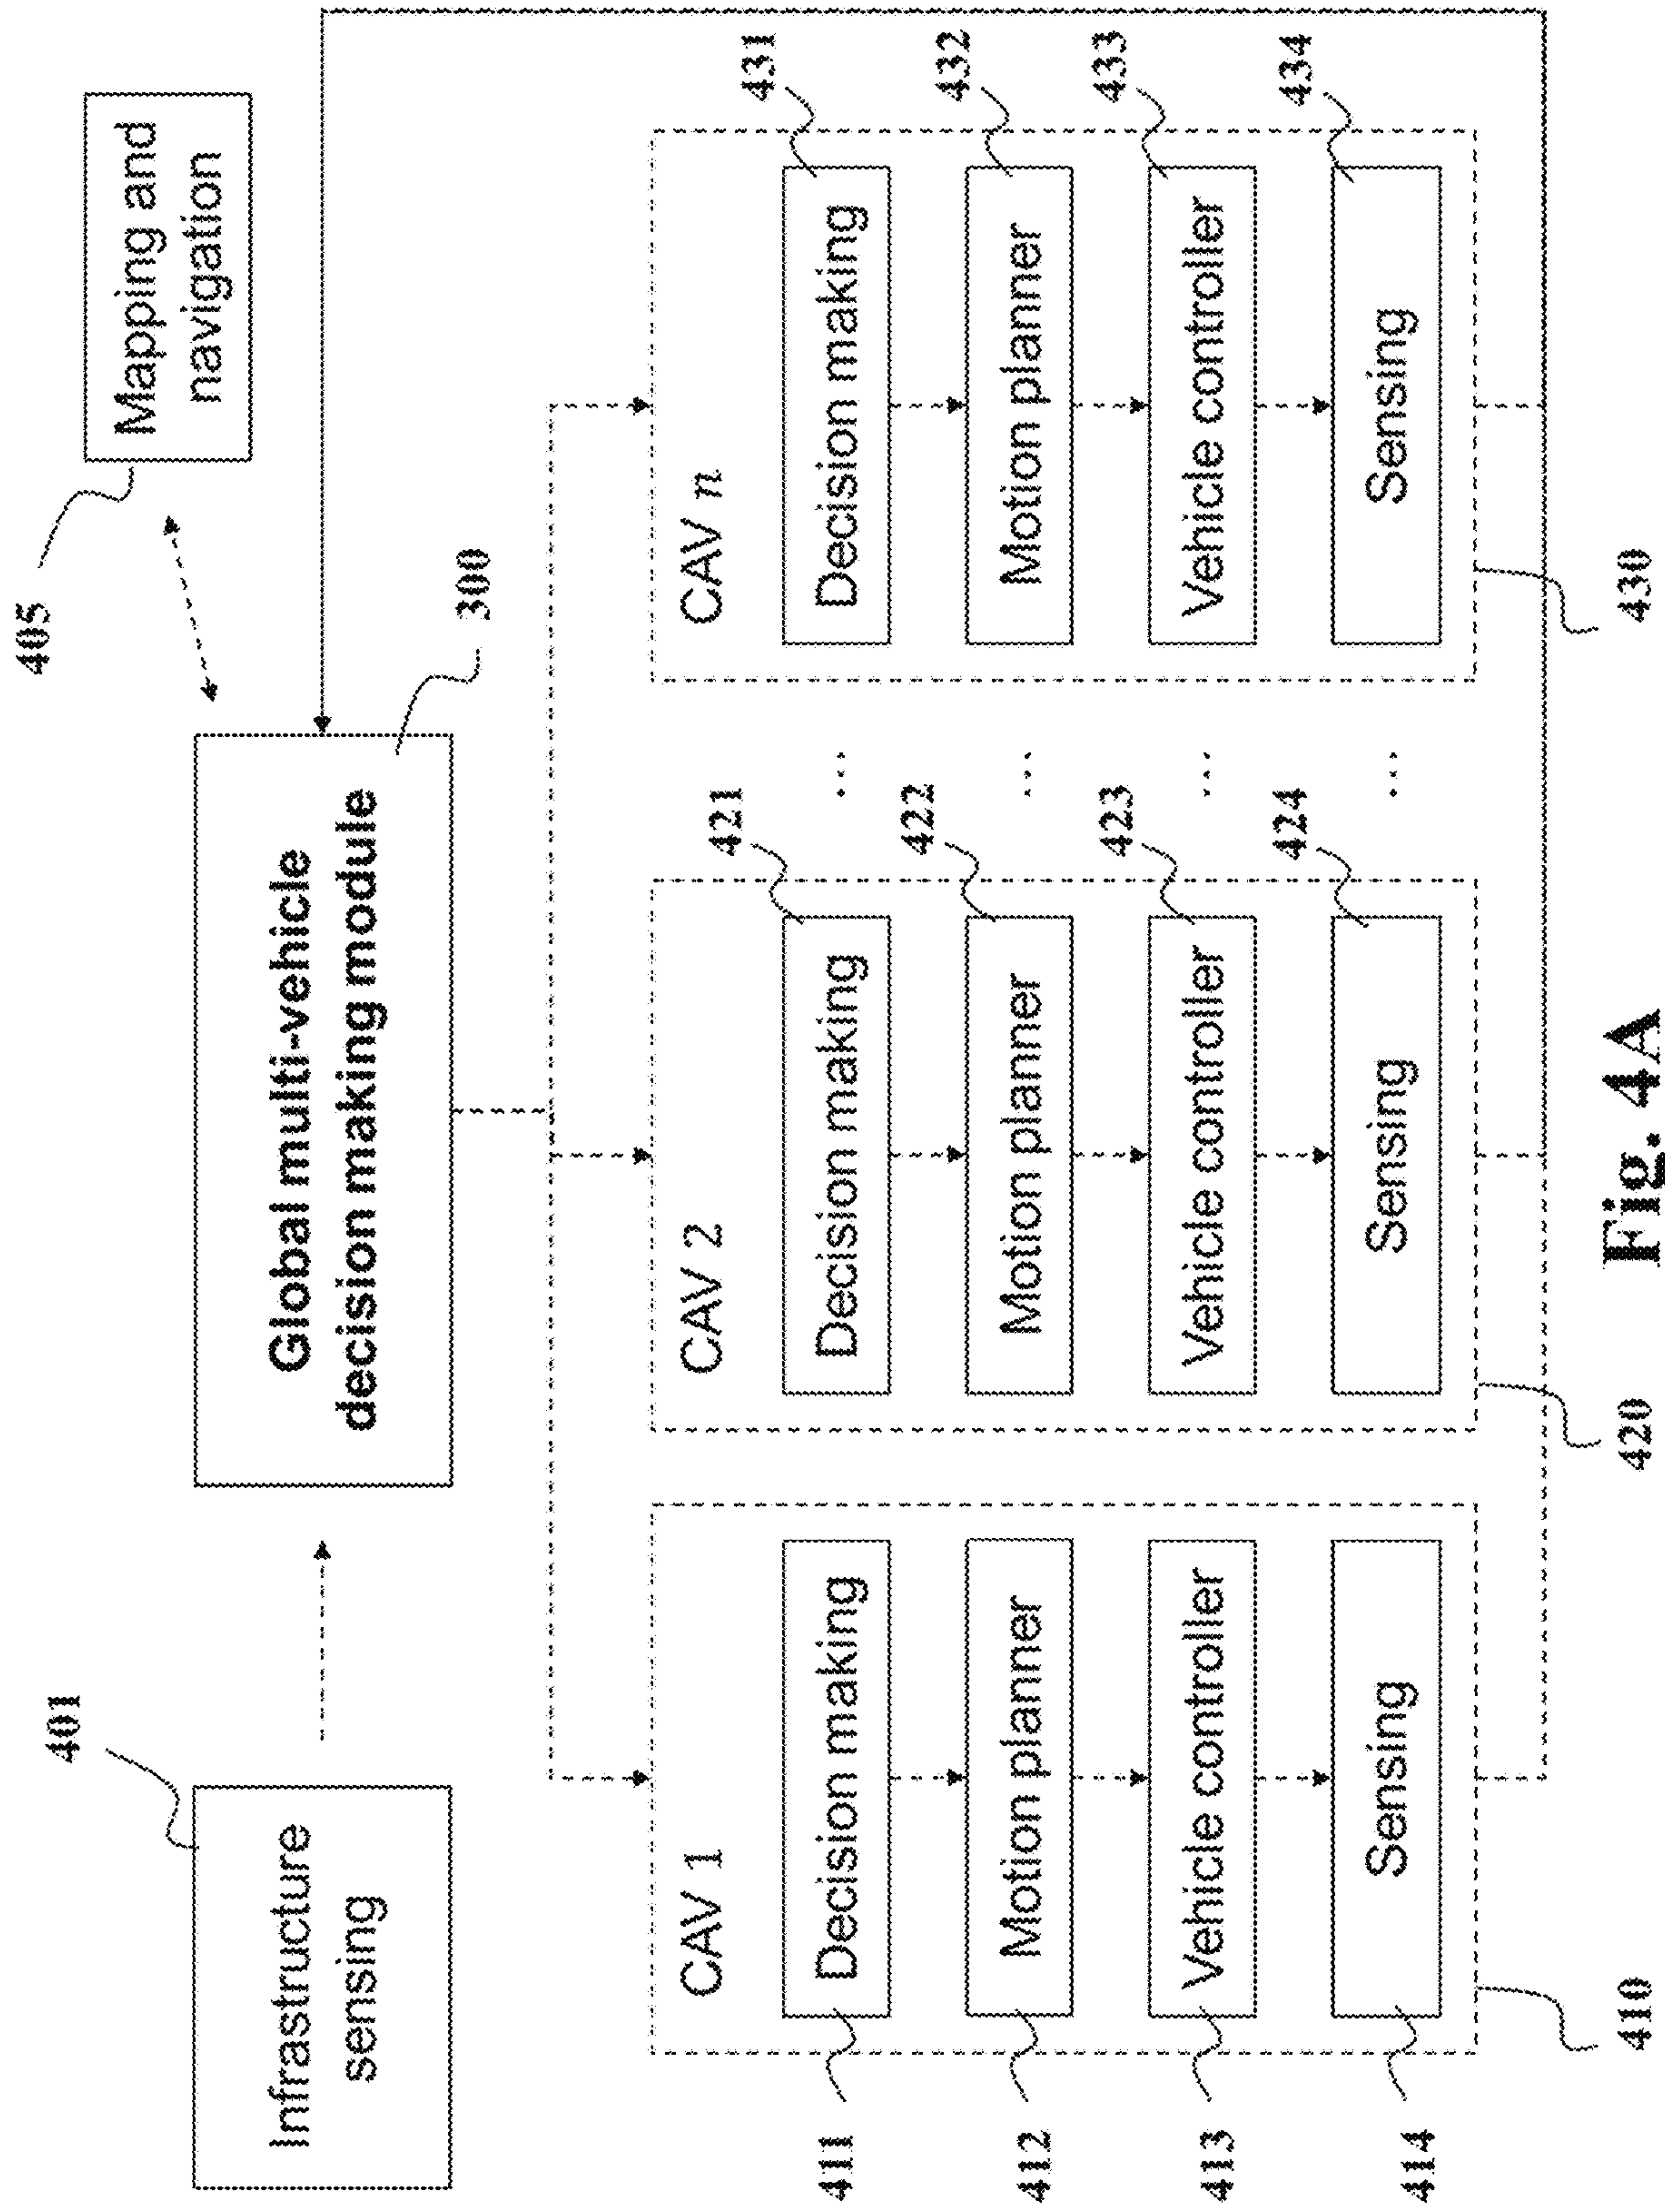 401
Infrastructure
sensing
Global multi-vehicle
decision making module
300
405
Mapping and
navigation
CAV 1
Decision making
Motion planner
Vehicle controller
Sensing
411
412
413
414
410
CAV 2
Decision making
Motion planner
Vehicle controller
Sensing
421
422
423
424
420
...
...
...
...
CAV n
Decision making
Motion planner
Vehicle controller
Sensing
431
432
433
434
430
Fig. 4A